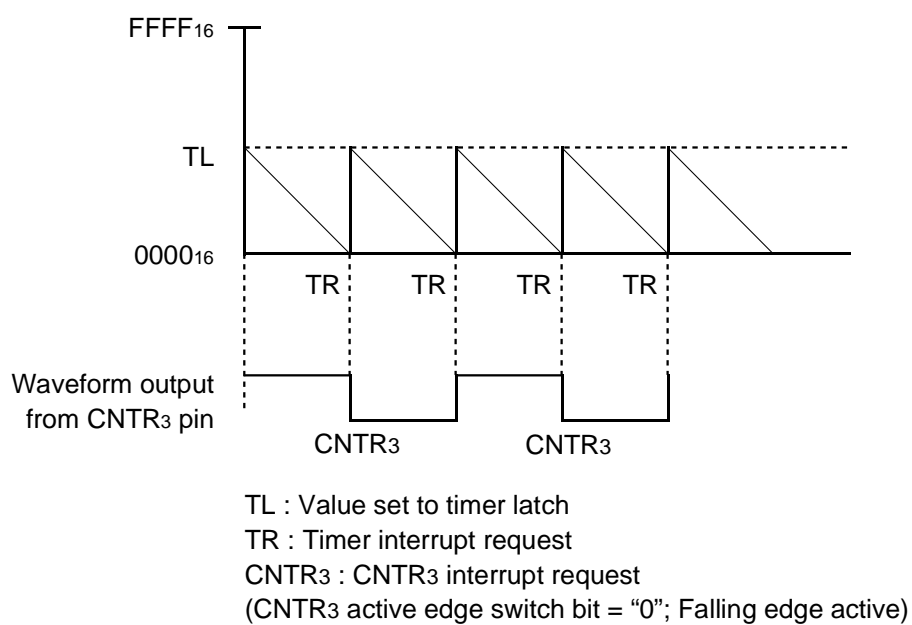 FFFF16
TL
000016
TR TR TR TR
Waveform output
from CNTR3 pin
CNTR3 CNTR3
TL : Value set to timer latch
TR : Timer interrupt request
CNTR3 : CNTR3 interrupt request
(CNTR3 active edge switch bit = “0”; Falling edge active)